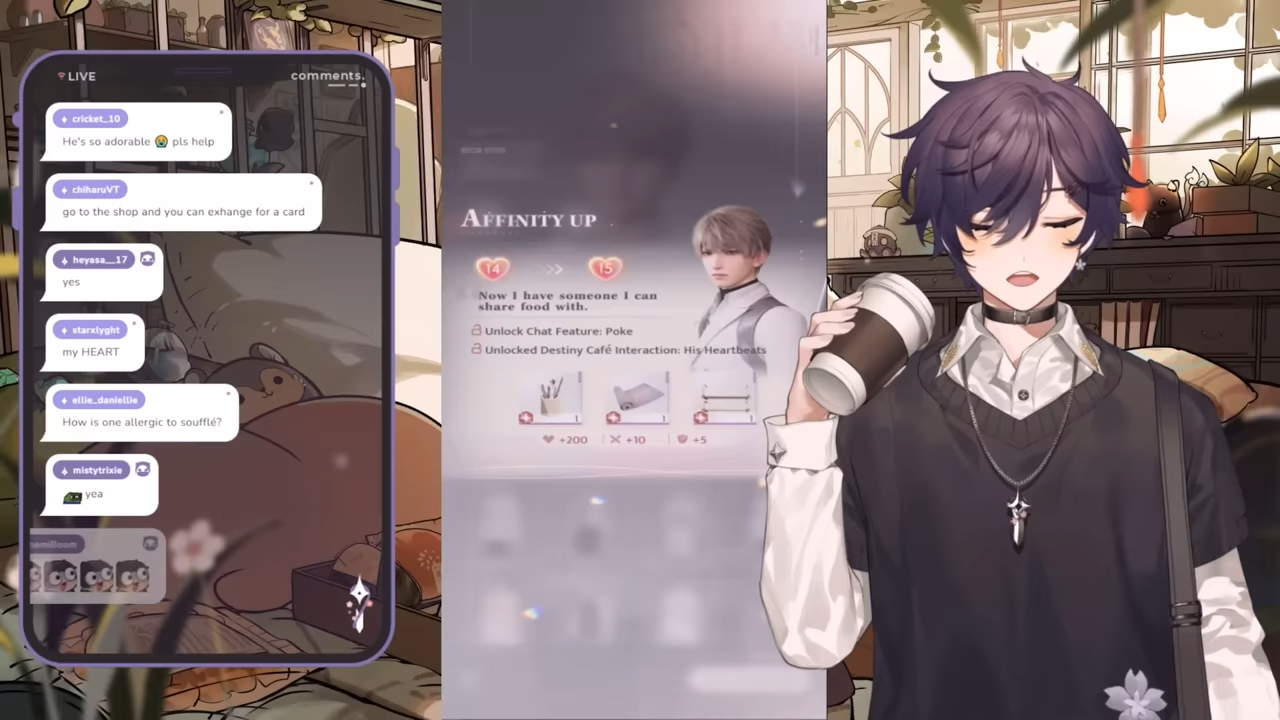 LIVE
comments.
cricket_10
He's so adorable 😭 pls help
chiharuVT
go to the shop and you can exhange for a card
heyasa__17
yes
starxlyght
my HEART
ellie_daniellie
How is one allergic to soufflé?
mistytrixie
yea
AFFINITY UP
14
15
Now I have someone I can
share food with.
Unlock Chat Feature: Poke
Unlocked Destiny Café Interaction: His Heartbeats
1
1
1
+200
+10
+5